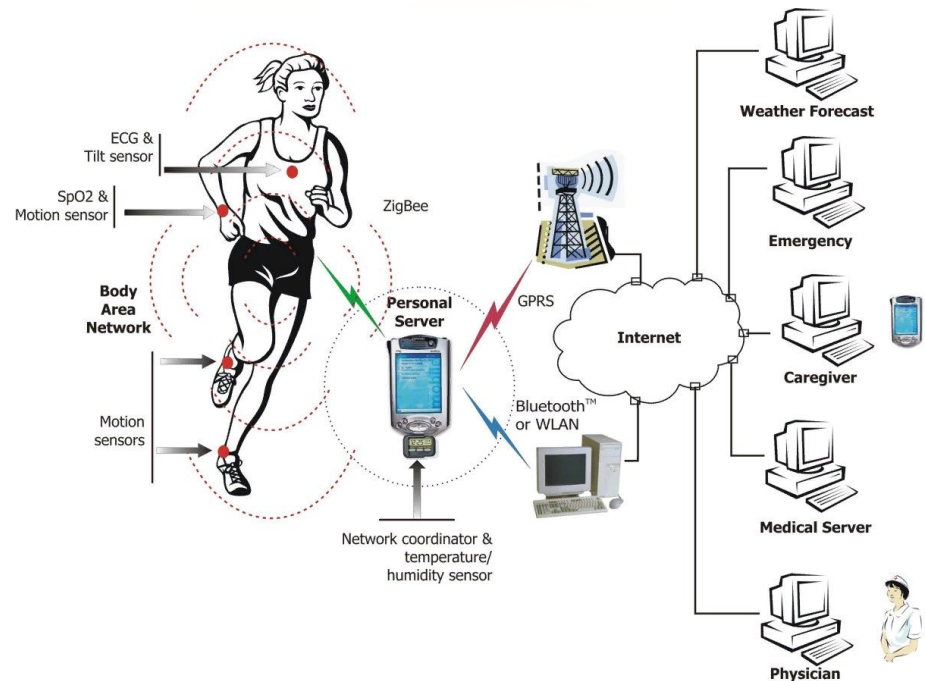 ECG &
Tilt sensor
SpO2 &
Motion sensor
Body
Area
Network
Motion
sensors
ZigBee
Personal
Server
Network coordinator &
temperature/
humidity sensor
GPRS
Bluetooth™
or WLAN
Internet
Weather Forecast
Emergency
Caregiver
Medical Server
Physician